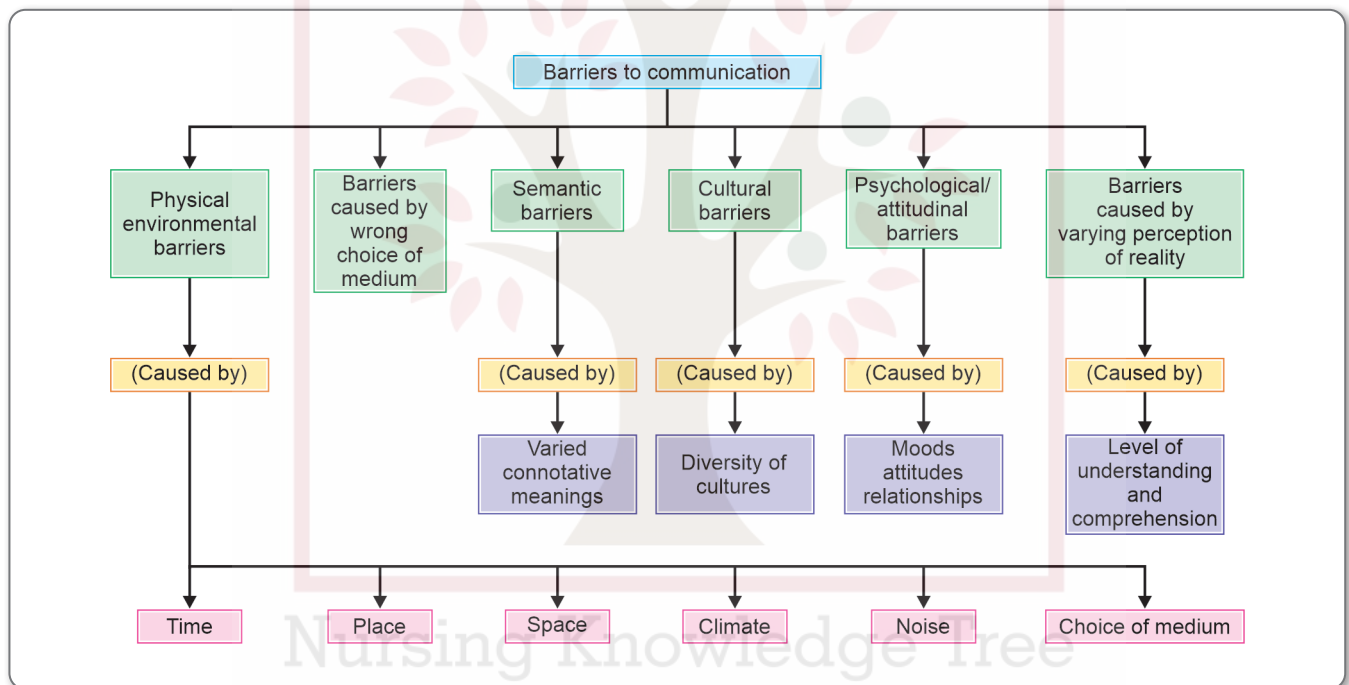 Barriers to communication
Physical
environmental
barriers
Barriers
caused by
wrong
choice of
medium
Semantic
barriers
Cultural
barriers
Psychological/
attitudinal
barriers
Barriers
caused by
varying perception
of reality
(Caused by)
(Caused by)
(Caused by)
(Caused by)
(Caused by)
Varied
connotative
meanings
Diversity of
cultures
Moods
attitudes
relationships
Level of
understanding
and
comprehension
Time
Place
Space
Climate
Noise
Choice of medium
Nursing Knowledge Tree